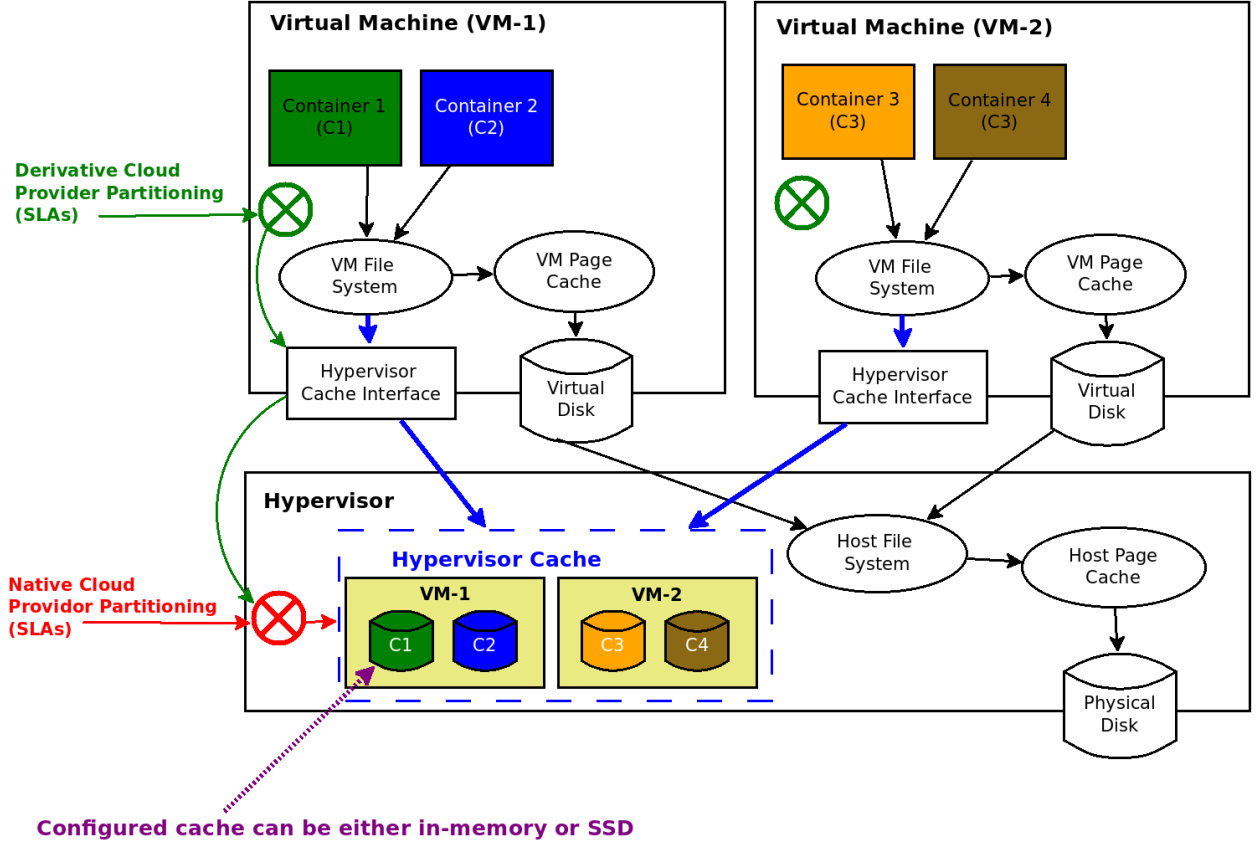 Virtual Machine (VM-1)
Container 1
(C1)
Container 2
(C2)
Derivative Cloud
Provider Partitioning
(SLAs)
VM File
System
VM Page
Cache
Hypervisor
Cache Interface
Virtual
Disk
Virtual Machine (VM-2)
Container 3
(C3)
Container 4
(C3)
VM File
System
VM Page
Cache
Hypervisor
Cache Interface
Virtual
Disk
Hypervisor
Hypervisor Cache
VM-1
C1
C2
VM-2
C3
C4
Host File
System
Host Page
Cache
Physical
Disk
Native Cloud
Providor Partitioning
(SLAs)
Configured cache can be either in-memory or SSD